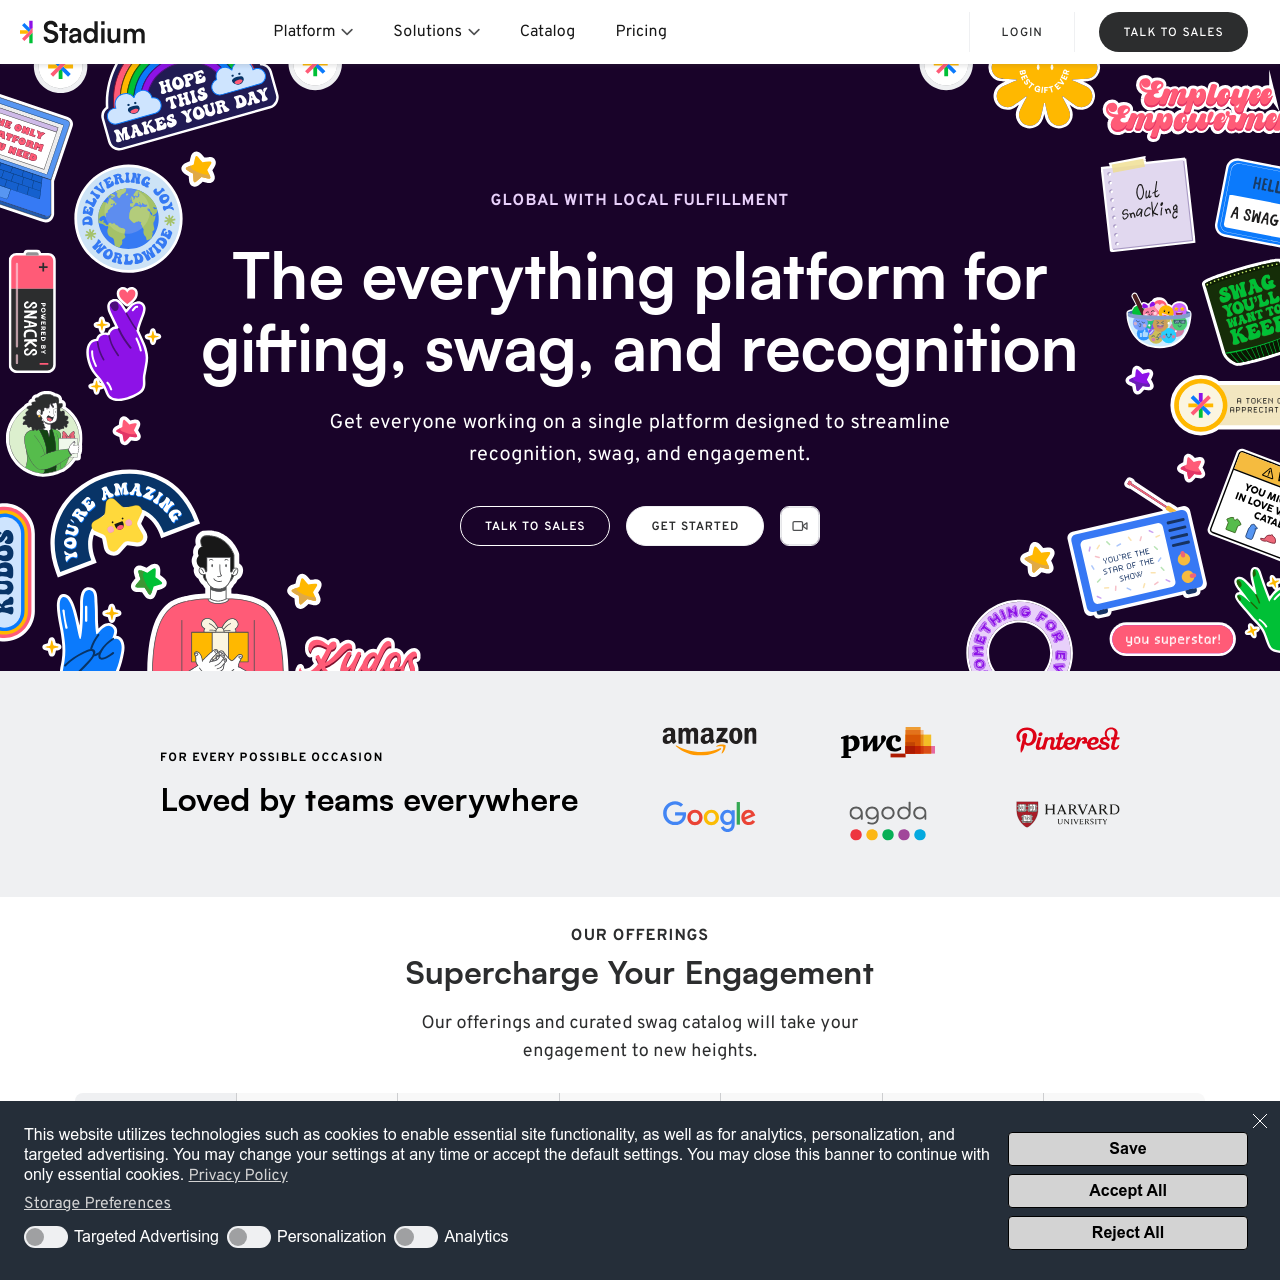 Stadium
Platform
Solutions
Catalog
Pricing
LOGIN
TALK TO SALES
HOPE
THIS
MAKES YOUR DAY
BEST GIFT EVER
Employee
DELIVERING JOY
WORLDWIDE
GLOBAL WITH LOCAL FULFILLMENT
Out
Snacking
A SWAG
The everything platform for
gifting, swag, and recognition
POWERED BY
SNACKS
SWAG
YOU'LL
WANT TO
KEEP
A TOKEN
Get everyone working on a single platform designed to streamline
recognition, swag, and engagement.
YOU'RE AMAZING
KUDOS
TALK TO SALES
GET STARTED
IN LOVE
YOU'RE THE
STAR OF THE
SHOW
you superstar!
Kudos
FOR EVERY POSSIBLE OCCASION
Loved by teams everywhere
amazon
pwc
Pinterest
Google
agoda
HARVARD
UNIVERSITY
OUR OFFERINGS
Supercharge Your Engagement
Our offerings and curated swag catalog will take your
engagement to new heights.
This website utilizes technologies such as cookies to enable essential site functionality, as well as for analytics, personalization, and
targeted advertising. You may change your settings at any time or accept the default settings. You may close this banner to continue with
only essential cookies. Privacy Policy
Storage Preferences
Targeted Advertising
Personalization
Analytics
Save
Accept All
Reject All